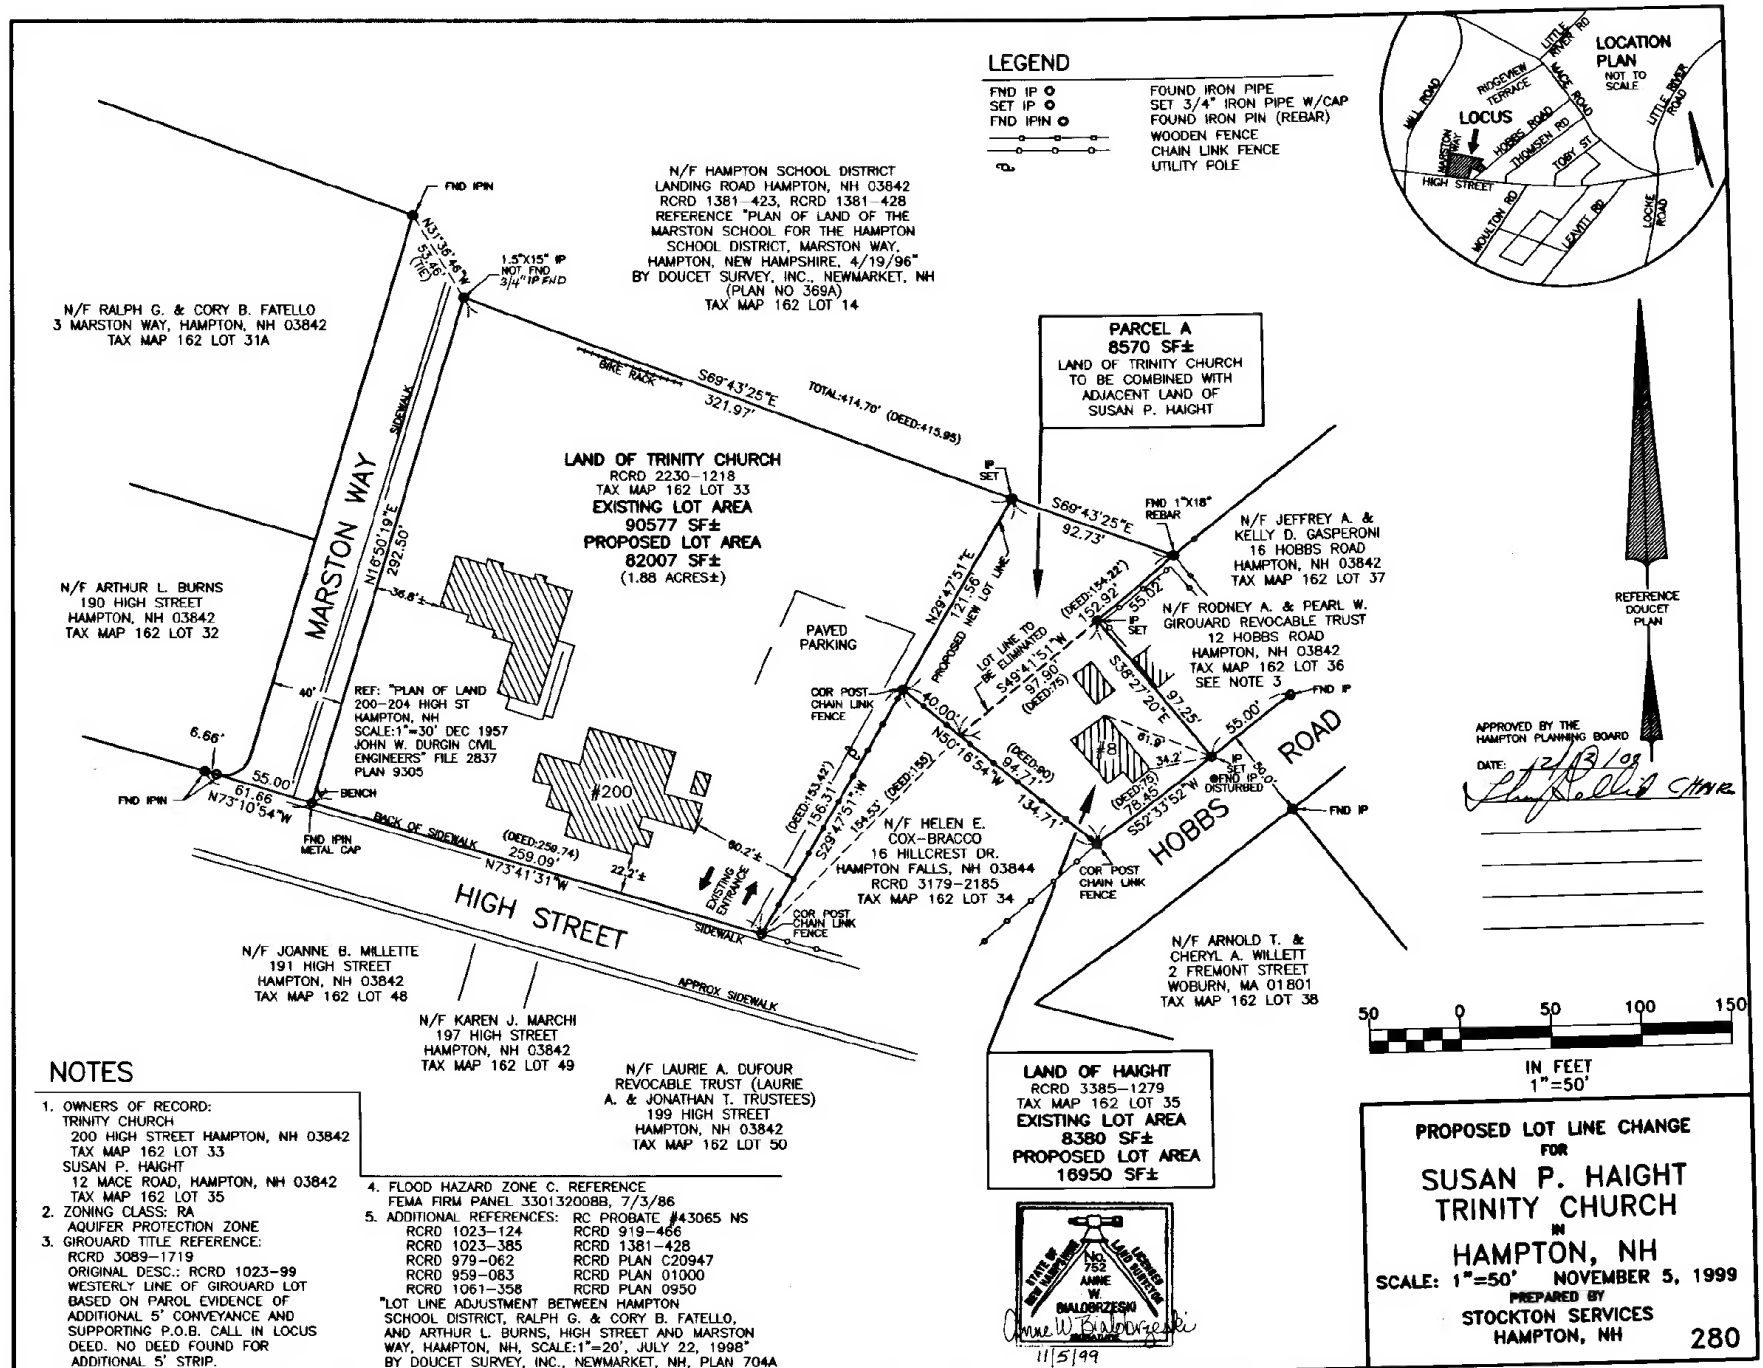 LEGEND
FND IP
FOUND IRON PIPE
SET IP
SET 3/4" IRON PIPE W/CAP
FND IPIN
FOUND IRON PIN (REBAR)
WOODEN FENCE
CHAIN LINK FENCE
UTILITY POLE
LOCATION
PLAN
NOT TO
SCALE
LITTLE
RIVER RD
RIDGEVIEW
TERRACE
MACE ROAD
MILL ROAD
LITTLE RIVER
ROAD
LOCUS
HOBBS ROAD
THOMSEN RD
TOBY ST
MARSTON
WAY
HIGH STREET
MOULTON RD
LEAVITT RD
LOCKE
ROAD
FND IPIN
N31°36'46"W
53.46'
(TIE)
1.5"X15" IP
NOT FND
3/4" IP FND
N/F HAMPTON SCHOOL DISTRICT
LANDING ROAD HAMPTON, NH 03842
RCRD 1381-423, RCRD 1381-428
REFERENCE "PLAN OF LAND OF THE
MARSTON SCHOOL FOR THE HAMPTON
SCHOOL DISTRICT, MARSTON WAY,
HAMPTON, NEW HAMPSHIRE, 4/19/96"
BY DOUCET SURVEY, INC., NEWMARKET, NH
(PLAN NO 369A)
TAX MAP 162 LOT 14
N/F RALPH G. & CORY B. FATELLO
3 MARSTON WAY, HAMPTON, NH 03842
TAX MAP 162 LOT 31A
PARCEL A
8570 SF±
LAND OF TRINITY CHURCH
TO BE COMBINED WITH
ADJACENT LAND OF
SUSAN P. HAIGHT
BIKE RACK
S69°43'25"E
321.97'
TOTAL:414.70' (DEED:415.95)
SIDEWALK
MARSTON WAY
N16°50'19"E
292.50'
LAND OF TRINITY CHURCH
RCRD 2230-1218
TAX MAP 162 LOT 33
EXISTING LOT AREA
90577 SF±
PROPOSED LOT AREA
82007 SF±
(1.88 ACRES±)
IP
SET
S69°43'25"E
92.73'
FND 1"X18"
REBAR
N/F JEFFREY A. &
KELLY D. GASPERONI
16 HOBBS ROAD
HAMPTON, NH 03842
TAX MAP 162 LOT 37
N/F ARTHUR L. BURNS
190 HIGH STREET
HAMPTON, NH 03842
TAX MAP 162 LOT 32
36.8'±
PAVED
PARKING
N29°47'51"E
121.56'
PROPOSED NEW LOT LINE
LOT LINE TO
BE ELIMINATED
S49°41'51"W
97.90'
(DEED:75)
(DEED:154.22')
152.92'
55.02'
IP
SET
N/F RODNEY A. & PEARL W.
GIROUARD REVOCABLE TRUST
12 HOBBS ROAD
HAMPTON, NH 03842
TAX MAP 162 LOT 36
SEE NOTE 3
REFERENCE
DOUCET
PLAN
FND IP
S38°27'20"E
97.25'
55.00'
40'
REF: "PLAN OF LAND
200-204 HIGH ST
HAMPTON, NH
SCALE:1"=30' DEC 1957
JOHN W. DURGIN CIVIL
ENGINEERS" FILE 2837
PLAN 9305
COR POST
CHAIN LINK
FENCE
40.00'
N50°16'54"W
(DEED:90)
94.71'
134.71'
#8
61.9'
34.2'
IP
SET
FND IP
DISTURBED
50.0'
(DEED:75)
78.45'
S52°33'52"W
HOBBS ROAD
FND IP
APPROVED BY THE
HAMPTON PLANNING BOARD
DATE:
CHAIR
6.66'
FND IPIN
55.00'
61.66
N73°10'54"W
BENCH
FND IPIN
METAL CAP
#200
BACK OF SIDEWALK
(DEED:259.74)
259.09'
N73°41'31"W
22.2'±
60.2'±
EXISTING
ENTRANCE
(DEED:153.42')
156.31'
S29°47'51"W
154.53' (DEED:155)
N/F HELEN E.
COX-BRACCO
16 HILLCREST DR.
HAMPTON FALLS, NH 03844
RCRD 3179-2185
TAX MAP 162 LOT 34
COR POST
CHAIN LINK
FENCE
HIGH STREET
SIDEWALK
COR POST
CHAIN LINK
FENCE
APPROX SIDEWALK
N/F JOANNE B. MILLETTE
191 HIGH STREET
HAMPTON, NH 03842
TAX MAP 162 LOT 48
N/F KAREN J. MARCHI
197 HIGH STREET
HAMPTON, NH 03842
TAX MAP 162 LOT 49
N/F LAURIE A. DUFOUR
REVOCABLE TRUST (LAURIE
A. & JONATHAN T. TRUSTEES)
199 HIGH STREET
HAMPTON, NH 03842
TAX MAP 162 LOT 50
N/F ARNOLD T. &
CHERYL A. WILLETT
2 FREMONT STREET
WOBURN, MA 01801
TAX MAP 162 LOT 38
LAND OF HAIGHT
RCRD 3385-1279
TAX MAP 162 LOT 35
EXISTING LOT AREA
8380 SF±
PROPOSED LOT AREA
16950 SF±
50 0 50 100 150
IN FEET
1"=50'
NOTES
1. OWNERS OF RECORD:
TRINITY CHURCH
200 HIGH STREET HAMPTON, NH 03842
TAX MAP 162 LOT 33
SUSAN P. HAIGHT
12 MACE ROAD, HAMPTON, NH 03842
TAX MAP 162 LOT 35
2. ZONING CLASS: RA
AQUIFER PROTECTION ZONE
3. GIROUARD TITLE REFERENCE:
RCRD 3089-1719
ORIGINAL DESC.: RCRD 1023-99
WESTERLY LINE OF GIROUARD LOT
BASED ON PAROL EVIDENCE OF
ADDITIONAL 5' CONVEYANCE AND
SUPPORTING P.O.B. CALL IN LOCUS
DEED. NO DEED FOUND FOR
ADDITIONAL 5' STRIP.
4. FLOOD HAZARD ZONE C. REFERENCE
FEMA FIRM PANEL 330132008B, 7/3/86
5. ADDITIONAL REFERENCES: RC PROBATE #43065 NS
RCRD 1023-124 RCRD 919-466
RCRD 1023-385 RCRD 1381-428
RCRD 979-062 RCRD PLAN C20947
RCRD 959-083 RCRD PLAN 01000
RCRD 1061-358 RCRD PLAN 0950
"LOT LINE ADJUSTMENT BETWEEN HAMPTON
SCHOOL DISTRICT, RALPH G. & CORY B. FATELLO,
AND ARTHUR L. BURNS, HIGH STREET AND MARSTON
WAY, HAMPTON, NH, SCALE:1"=20', JULY 22, 1998"
BY DOUCET SURVEY, INC., NEWMARKET, NH, PLAN 704A
STATE OF
NEW HAMPSHIRE
LICENSED
LAND SURVEYOR
No.
752
ANNE
W.
BIALOBRZESKI
SIGNATURE
Anne W. Bialobrzeski
11/5/99
PROPOSED LOT LINE CHANGE
FOR
SUSAN P. HAIGHT
TRINITY CHURCH
IN
HAMPTON, NH
SCALE: 1"=50' NOVEMBER 5, 1999
PREPARED BY
STOCKTON SERVICES
HAMPTON, NH 280